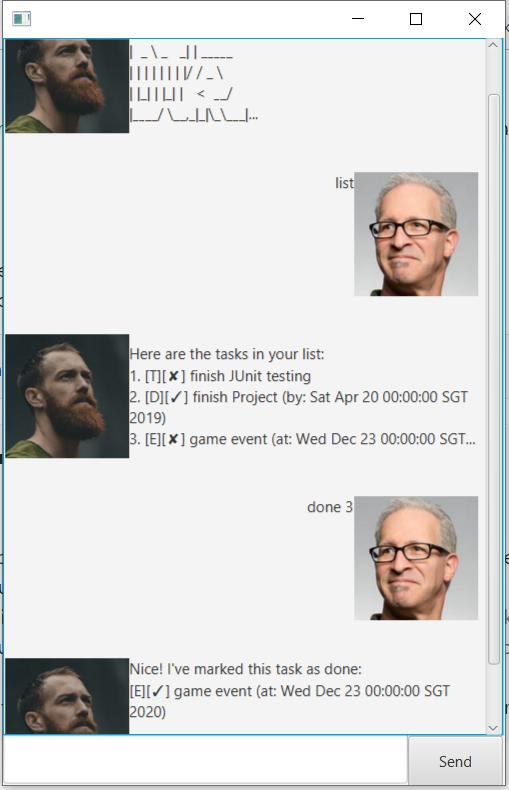 |  _ \ _   _| | _____
| | | | | | | |/ / _ \
| |_| | |_| |   <  __/
|____/ \__,_|_|\_\___|...
list
Here are the tasks in your list:
1. [T][✘] finish JUnit testing
2. [D][✓] finish Project (by: Sat Apr 20 00:00:00 SGT
2019)
3. [E][✘] game event (at: Wed Dec 23 00:00:00 SGT...
done 3
Nice! I've marked this task as done:
[E][✓] game event (at: Wed Dec 23 00:00:00 SGT
2020)
Send